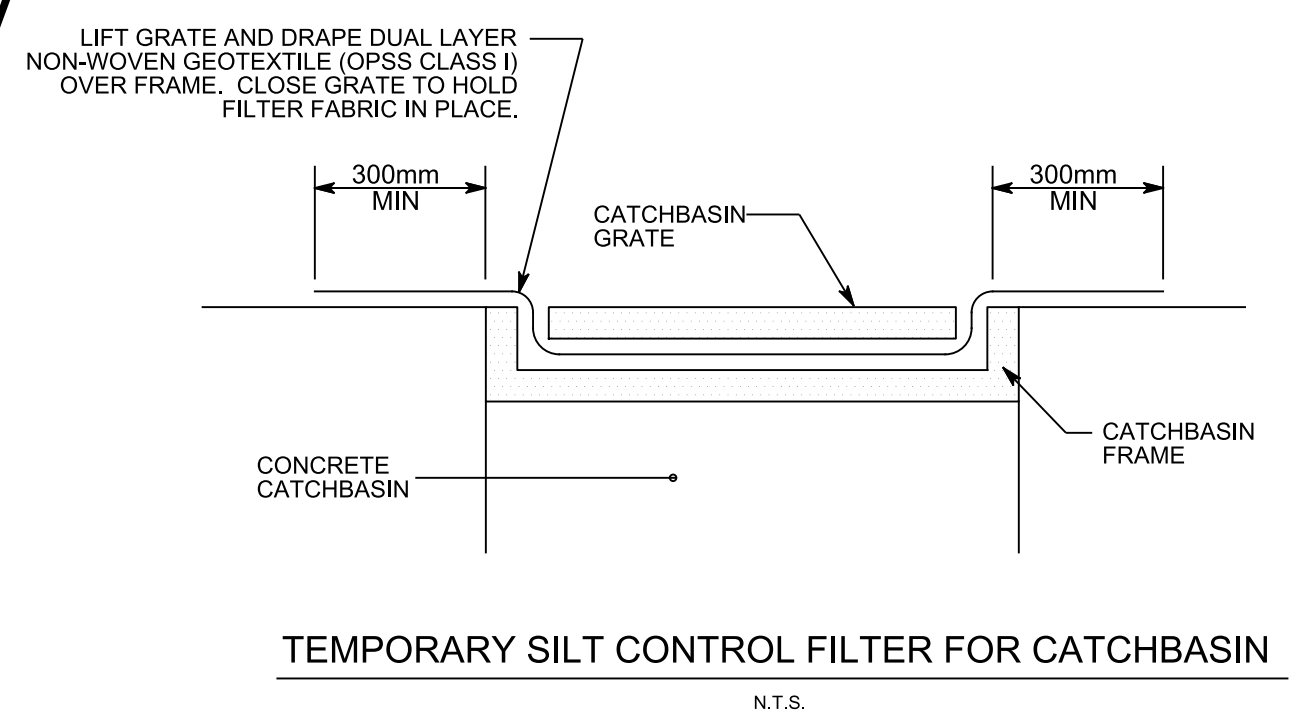 LIFT GRATE AND DRAPE DUAL LAYER
NON-WOVEN GEOTEXTILE (OPSS CLASS I)
OVER FRAME.  CLOSE GRATE TO HOLD
FILTER FABRIC IN PLACE.
300mm
MIN
300mm
MIN
CATCHBASIN
GRATE
CATCHBASIN
FRAME
CONCRETE
CATCHBASIN
TEMPORARY SILT CONTROL FILTER FOR CATCHBASIN
N.T.S.